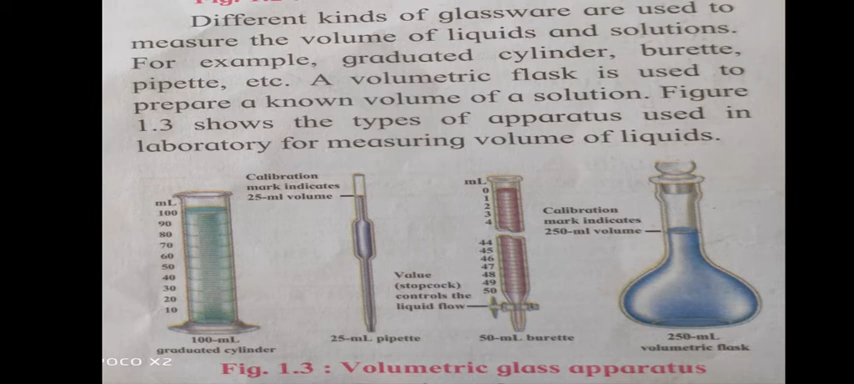 Different kinds of glassware are used to
measure the volume of liquids and solutions.
For example, graduated cylinder, burette,
pipette, etc. A volumetric flask is used to
prepare a known volume of a solution. Figure
1.3 shows the types of apparatus used in
laboratory for measuring volume of liquids.
mL
100
90
80
70
60
50
40
30
20
10
100-mL
graduated cylinder
Calibration
mark indicates
25-ml volume
25-mL pipette
Value
(stopcock)
controls the
liquid flow
mL
0
1
2
3
4
44
45
46
47
48
49
50
50-mL burette
Calibration
mark indicates
250-ml volume
250-mL
volumetric flask
POCO X2
Fig. 1.3 : Volumetric glass apparatus